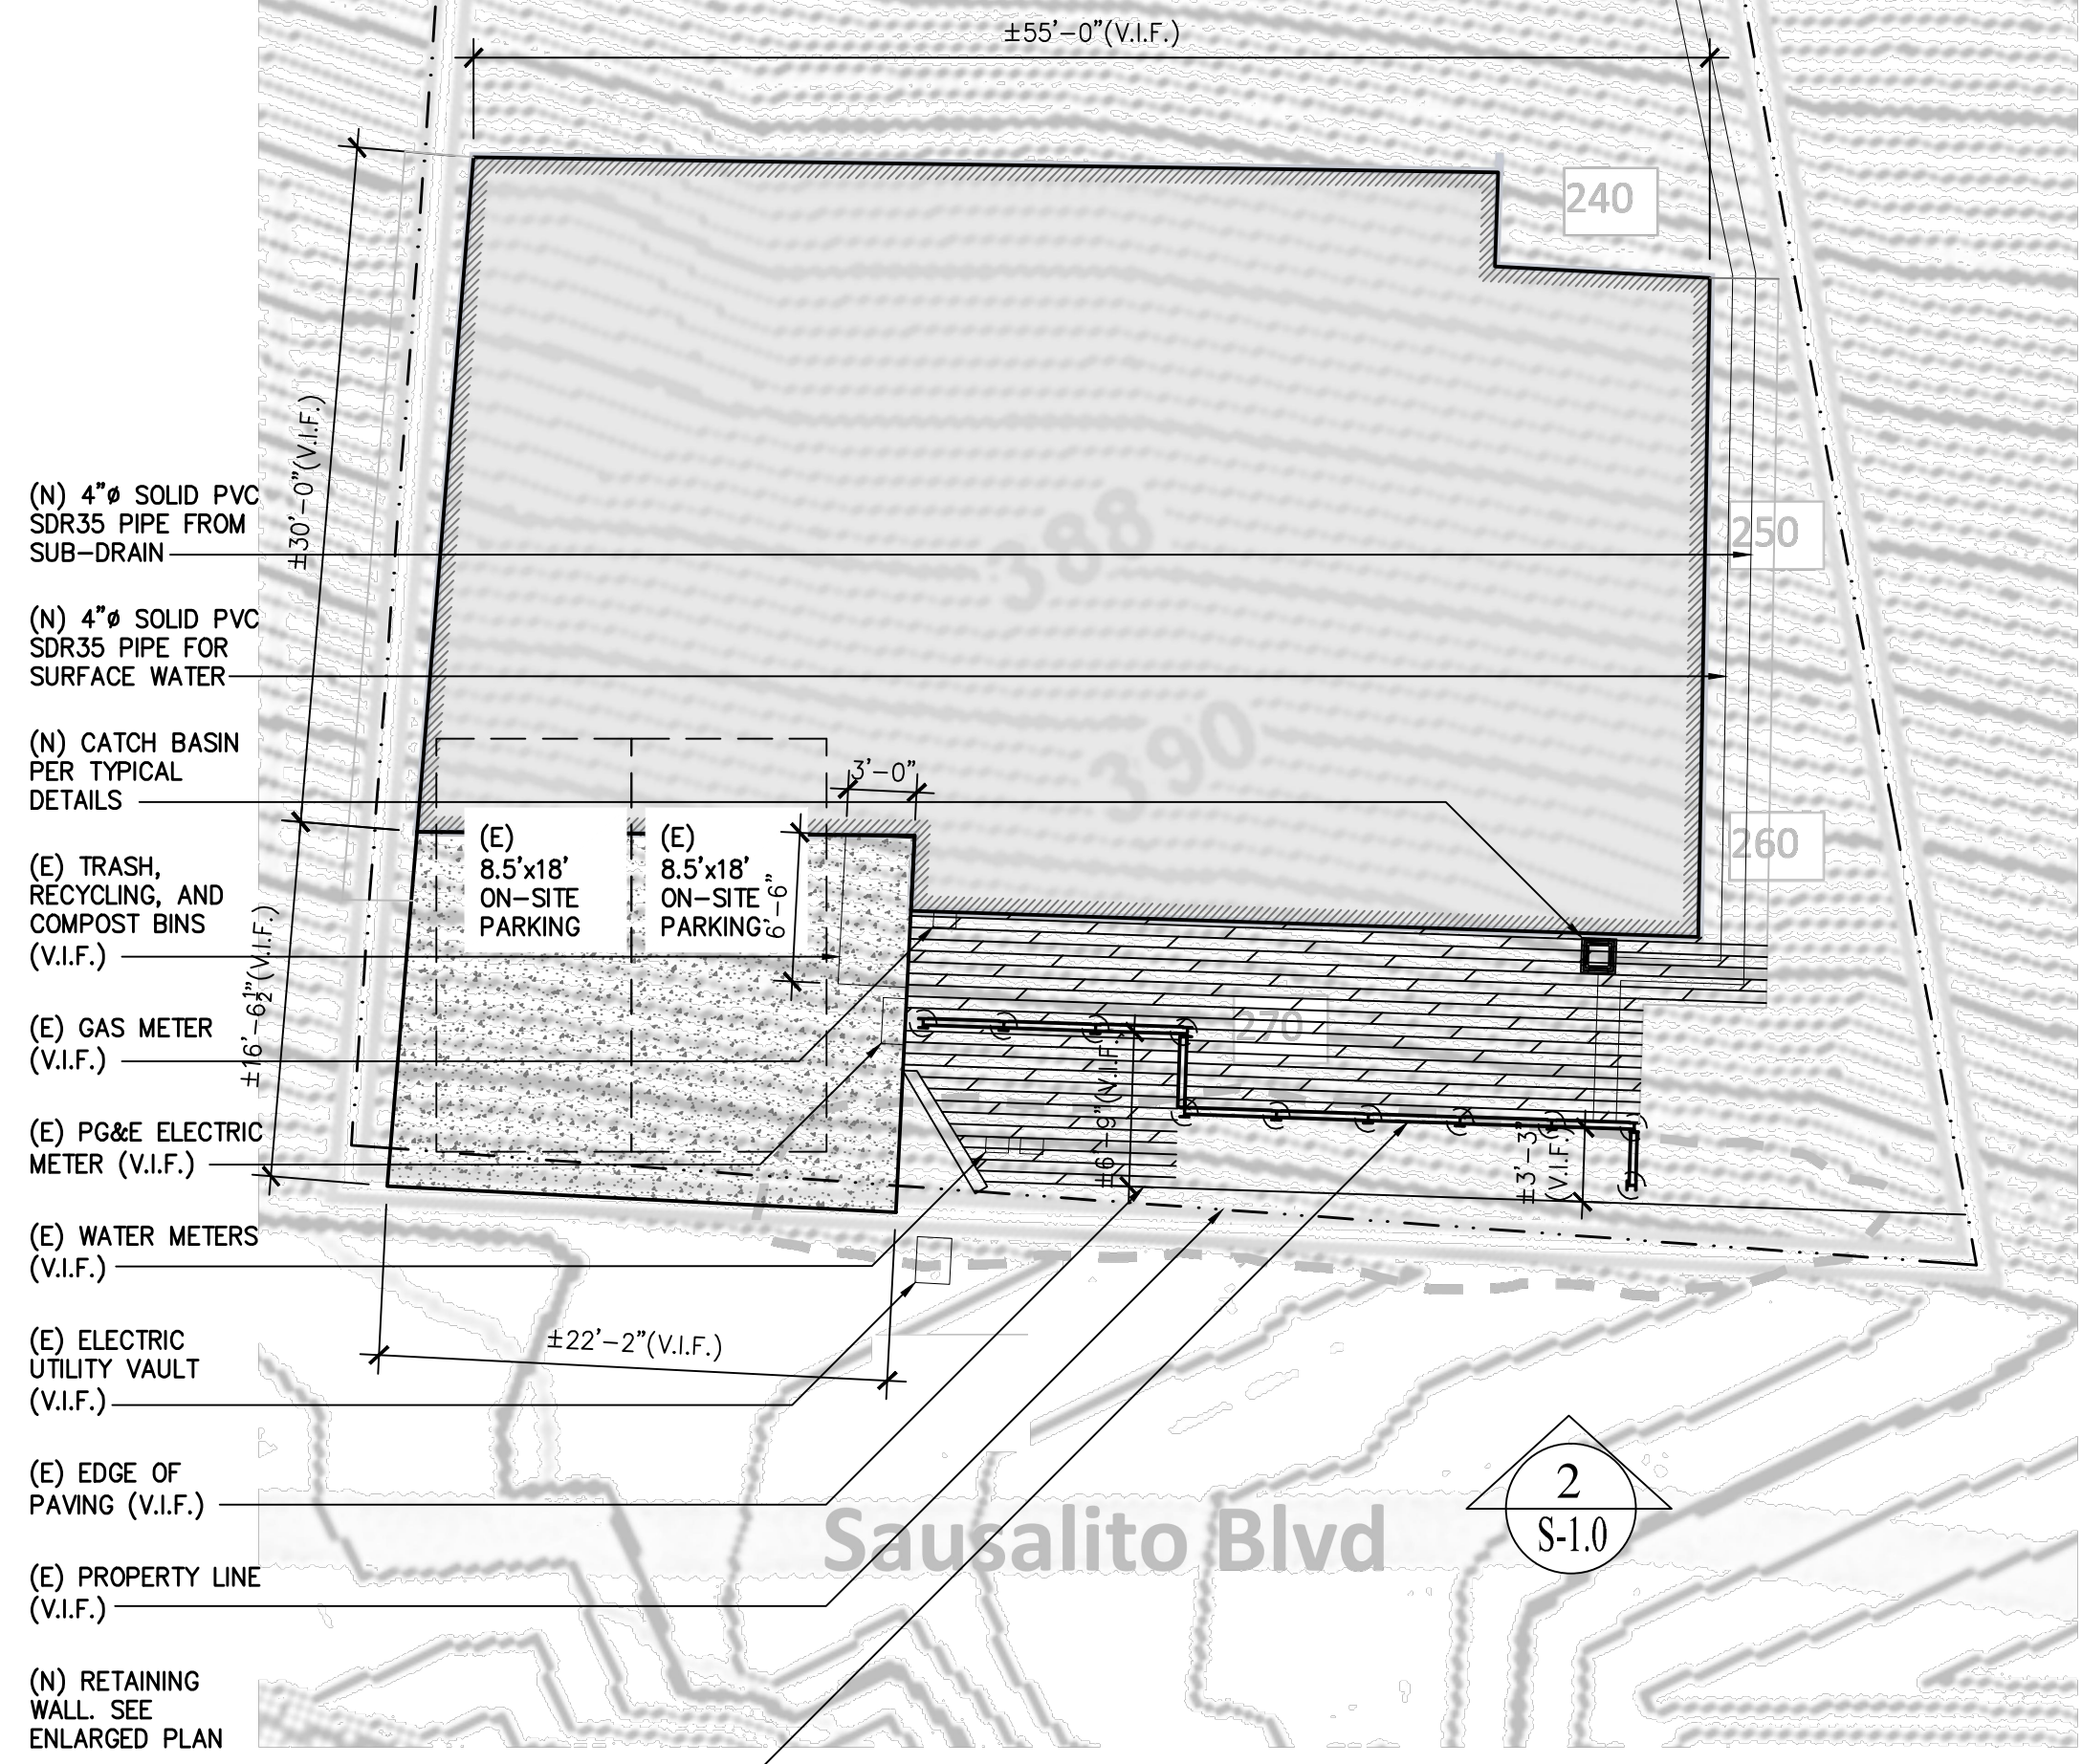 ±55'-0"(V.I.F.)
240
±30'-0"(V.I.F.)
(N) 4"ø SOLID PVC
SDR35 PIPE FROM
SUB-DRAIN
250
388
(N) 4"ø SOLID PVC
SDR35 PIPE FOR
SURFACE WATER
390
(N) CATCH BASIN
PER TYPICAL
DETAILS
3'-0"
260
(E)
8.5'x18'
ON-SITE
PARKING
(E)
8.5'x18'
ON-SITE
PARKING
6'-6"
(E) TRASH,
RECYCLING, AND
COMPOST BINS
(V.I.F.)
±16'-6½"(V.I.F.)
(E) GAS METER
(V.I.F.)
270
±6'-9"(V.I.F.)
(E) PG&E ELECTRIC
METER (V.I.F.)
±3'-3"
(V.I.F.)
(E) WATER METERS
(V.I.F.)
(E) ELECTRIC
UTILITY VAULT
(V.I.F.)
±22'-2"(V.I.F.)
(E) EDGE OF
PAVING (V.I.F.)
2
S-1.0
Sausalito Blvd
(E) PROPERTY LINE
(V.I.F.)
(N) RETAINING
WALL. SEE
ENLARGED PLAN